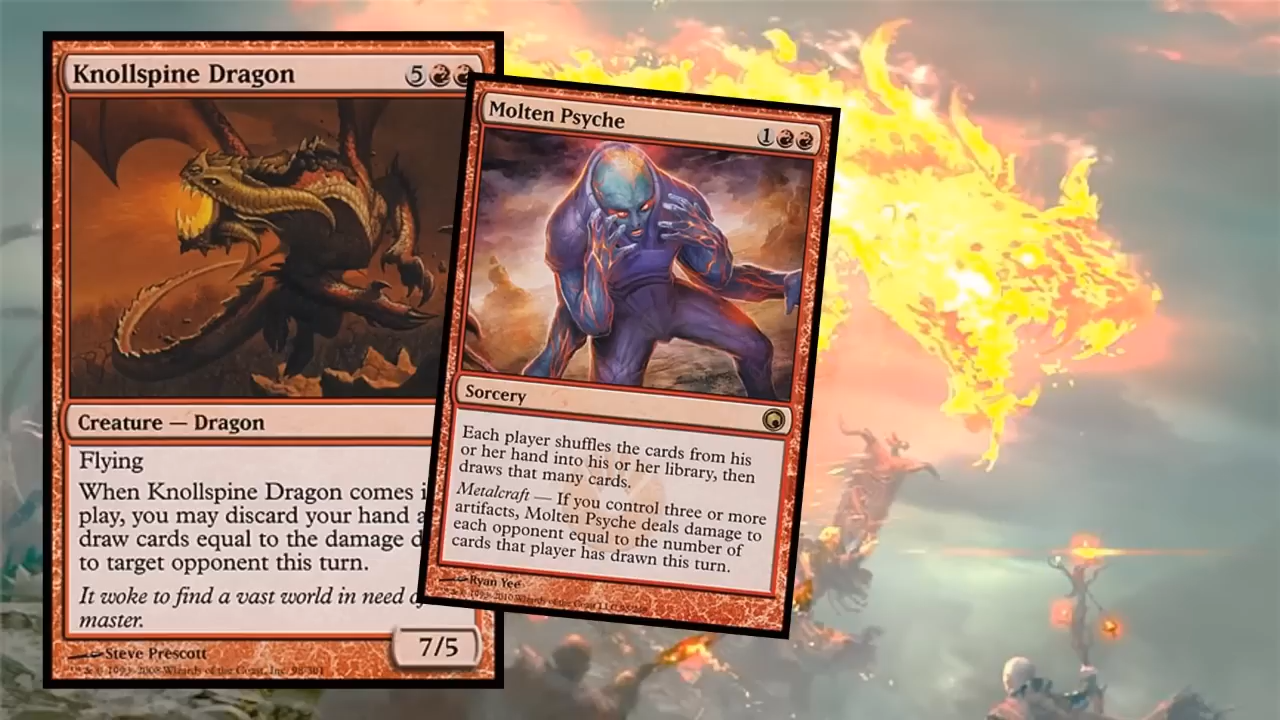 Knollspine Dragon
5
Creature — Dragon
Flying
When Knollspine Dragon comes
play, you may discard your hand
draw cards equal to the damage
to target opponent this turn.
It woke to find a vast world in need
master.
7/5
Steve Prescott
Molten Psyche
1
Sorcery
Each player shuffles the cards from his
or her hand into his or her library, then
draws that many cards.
Metalcraft — If you control three or more
artifacts, Molten Psyche deals damage to
each opponent equal to the number of
cards that player has drawn this turn.
Ryan Yee